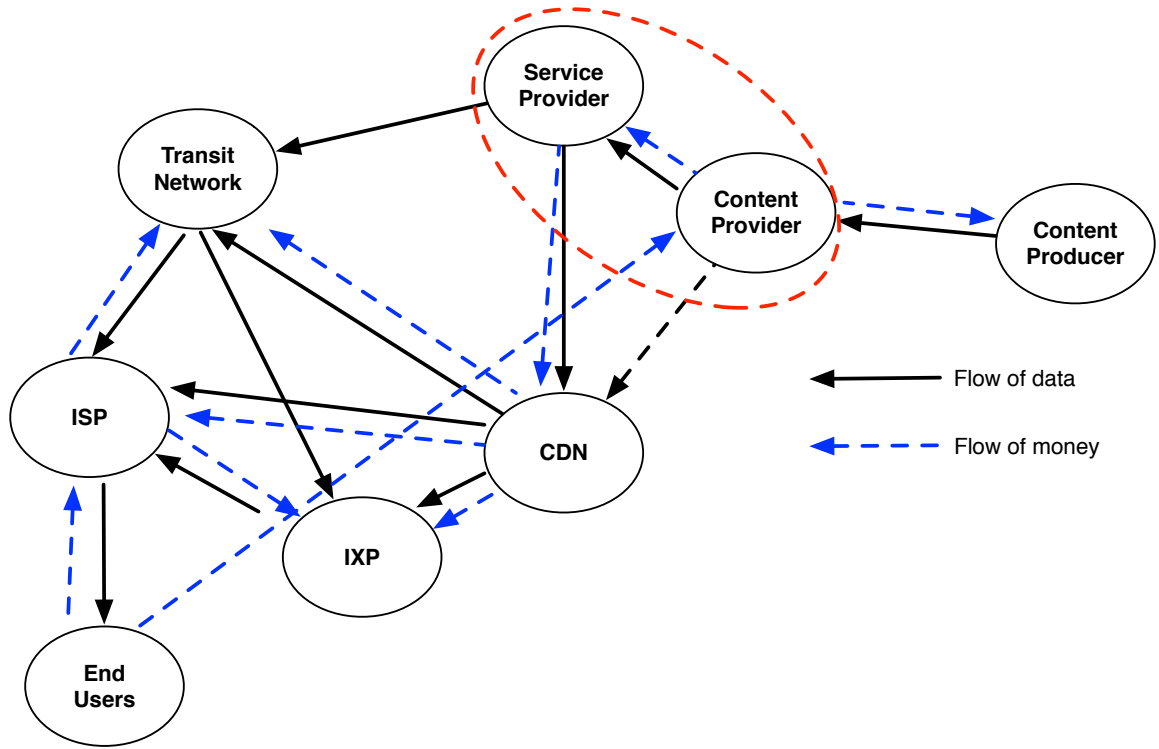 Service
Provider
Transit
Network
Content
Provider
Content
Producer
Flow of data
ISP
Flow of money
CDN
IXP
End
Users